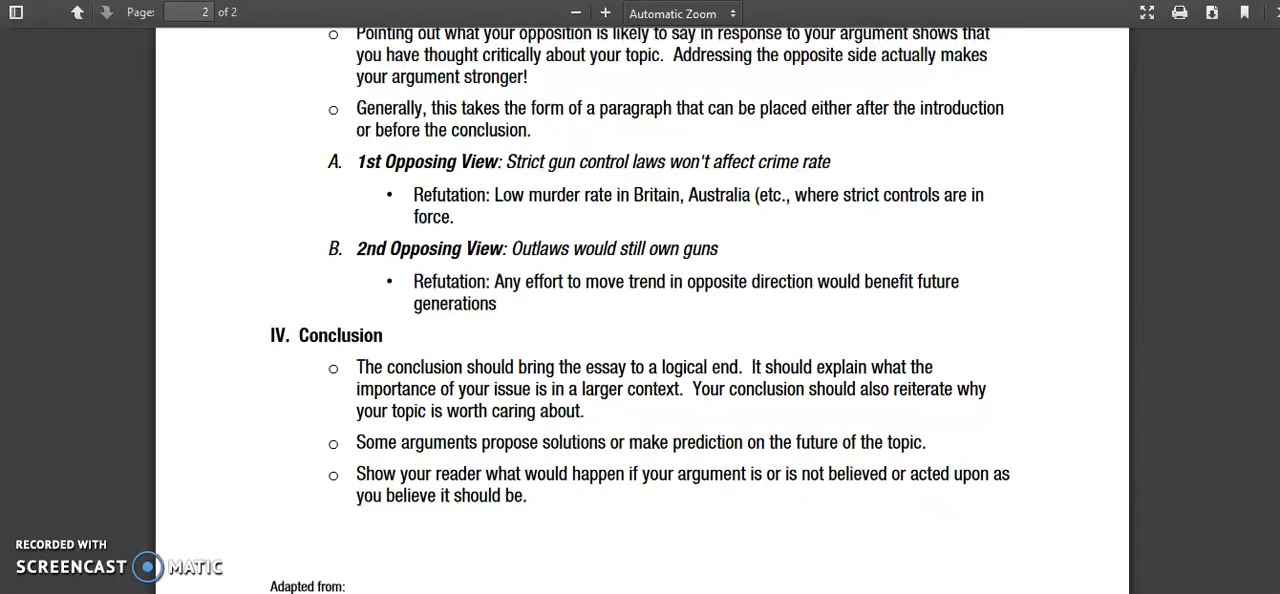 Page: 2 of 2 Automatic Zoom
o Pointing out what your opposition is likely to say in response to your argument shows that
you have thought critically about your topic. Addressing the opposite side actually makes
your argument stronger!
o Generally, this takes the form of a paragraph that can be placed either after the introduction
or before the conclusion.
A. 1st Opposing View: Strict gun control laws won't affect crime rate
• Refutation: Low murder rate in Britain, Australia (etc., where strict controls are in
force.
B. 2nd Opposing View: Outlaws would still own guns
• Refutation: Any effort to move trend in opposite direction would benefit future
generations
IV. Conclusion
o The conclusion should bring the essay to a logical end. It should explain what the
importance of your issue is in a larger context. Your conclusion should also reiterate why
your topic is worth caring about.
o Some arguments propose solutions or make prediction on the future of the topic.
o Show your reader what would happen if your argument is or is not believed or acted upon as
you believe it should be.
RECORDED WITH
SCREENCAST MATIC
Adapted from: